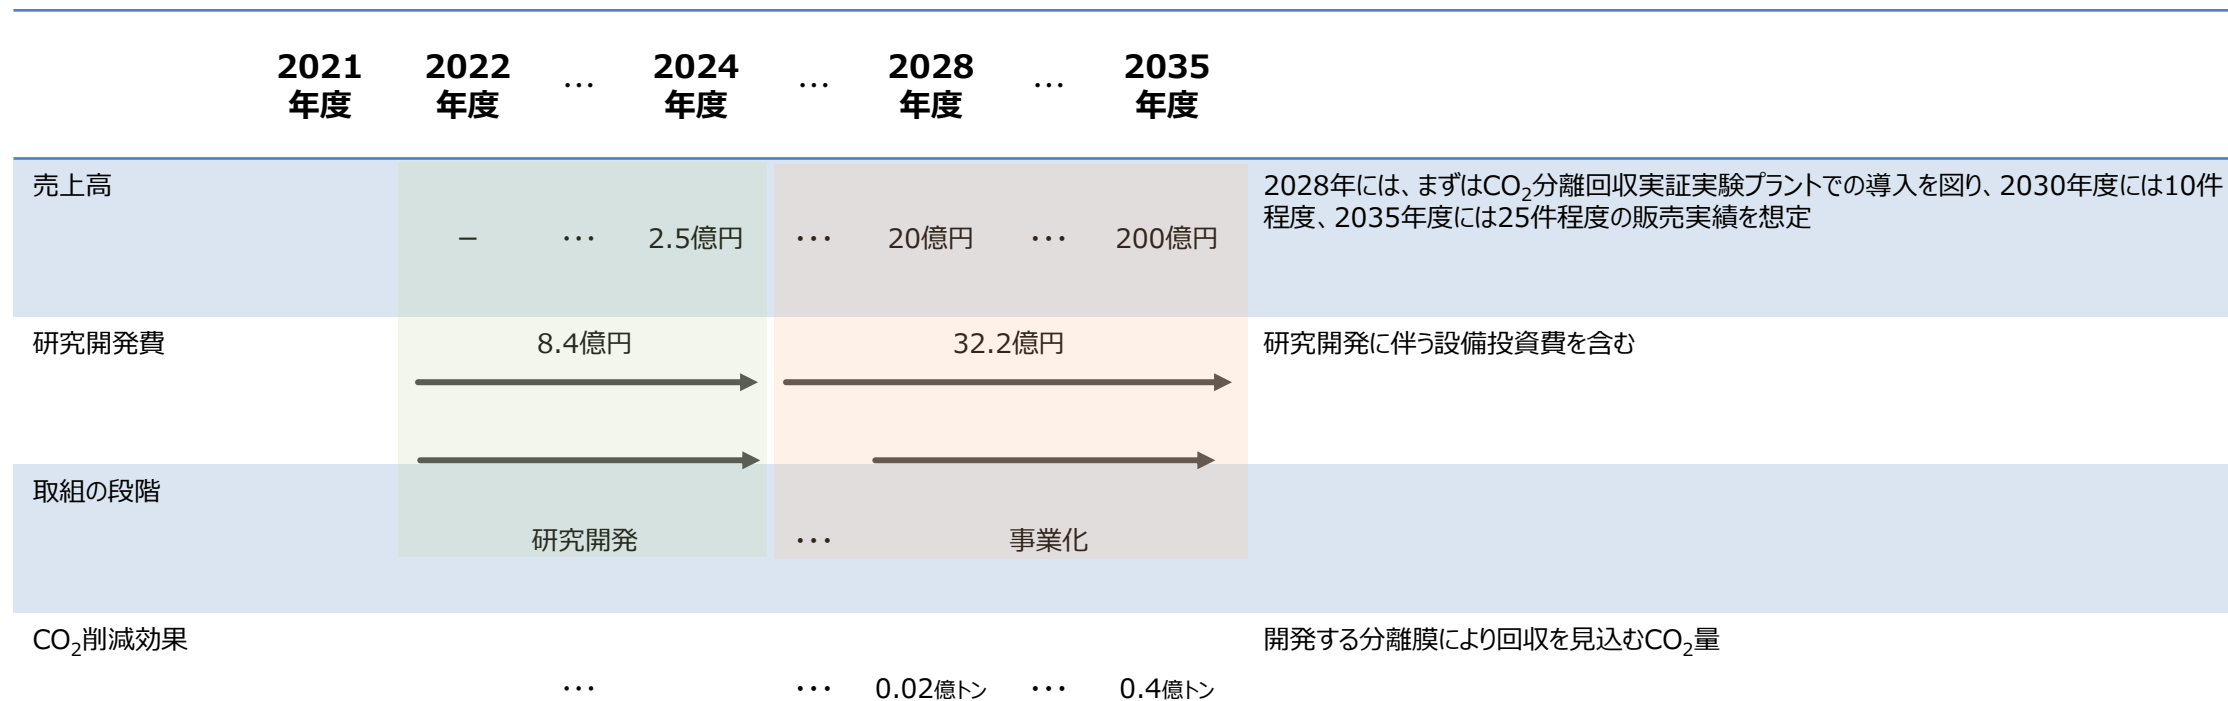 2021
年度
2022
年度
…
2024
年度
…
2028
年度
…
2035
年度
売上高
－ … 2.5億円 … 20億円 … 200億円
2028年には、まずはCO₂分離回収実証実験プラントでの導入を図り、2030年度には10件
程度、2035年度には25件程度の販売実績を想定
研究開発費
8.4億円 32.2億円
研究開発に伴う設備投資費を含む
取組の段階
研究開発 … 事業化
CO₂削減効果
開発する分離膜により回収を見込むCO₂量
… … 0.02億トン … 0.4億トン